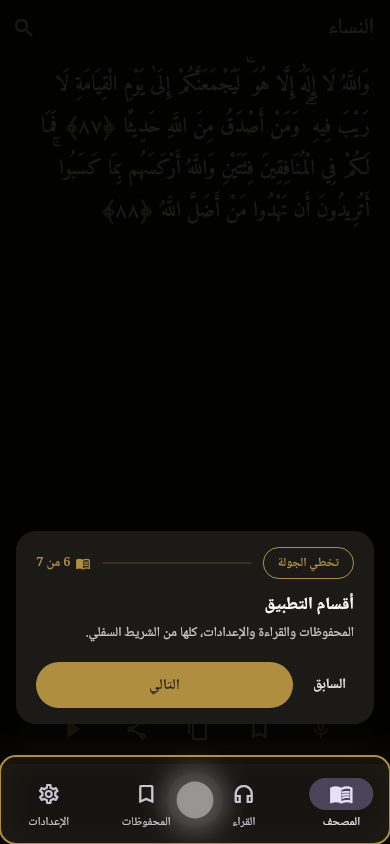 النساء
وَاللَّهُ لَا إِلَٰهَ إِلَّا هُوَ ۚ لَيَجْمَعَنَّكُمْ إِلَىٰ يَوْمِ الْقِيَامَةِ لَا
رَيْبَ فِيهِ ۗ وَمَنْ أَصْدَقُ مِنَ اللَّهِ حَدِيثًا ﴿٨٧﴾ فَمَا
لَكُمْ فِي الْمُنَافِقِينَ فِئَتَيْنِ وَاللَّهُ أَرْكَسَهُم بِمَا كَسَبُوا ۚ
أَتُرِيدُونَ أَن تَهْدُوا مَنْ أَضَلَّ اللَّهُ ﴿٨٨﴾
تخطي الجولة
6 من 7
أقسام التطبيق
المحفوظات والقراءة والإعدادات، كلها من الشريط السفلي.
السابق
التالي
المصحف
القراء
المحفوظات
الإعدادات